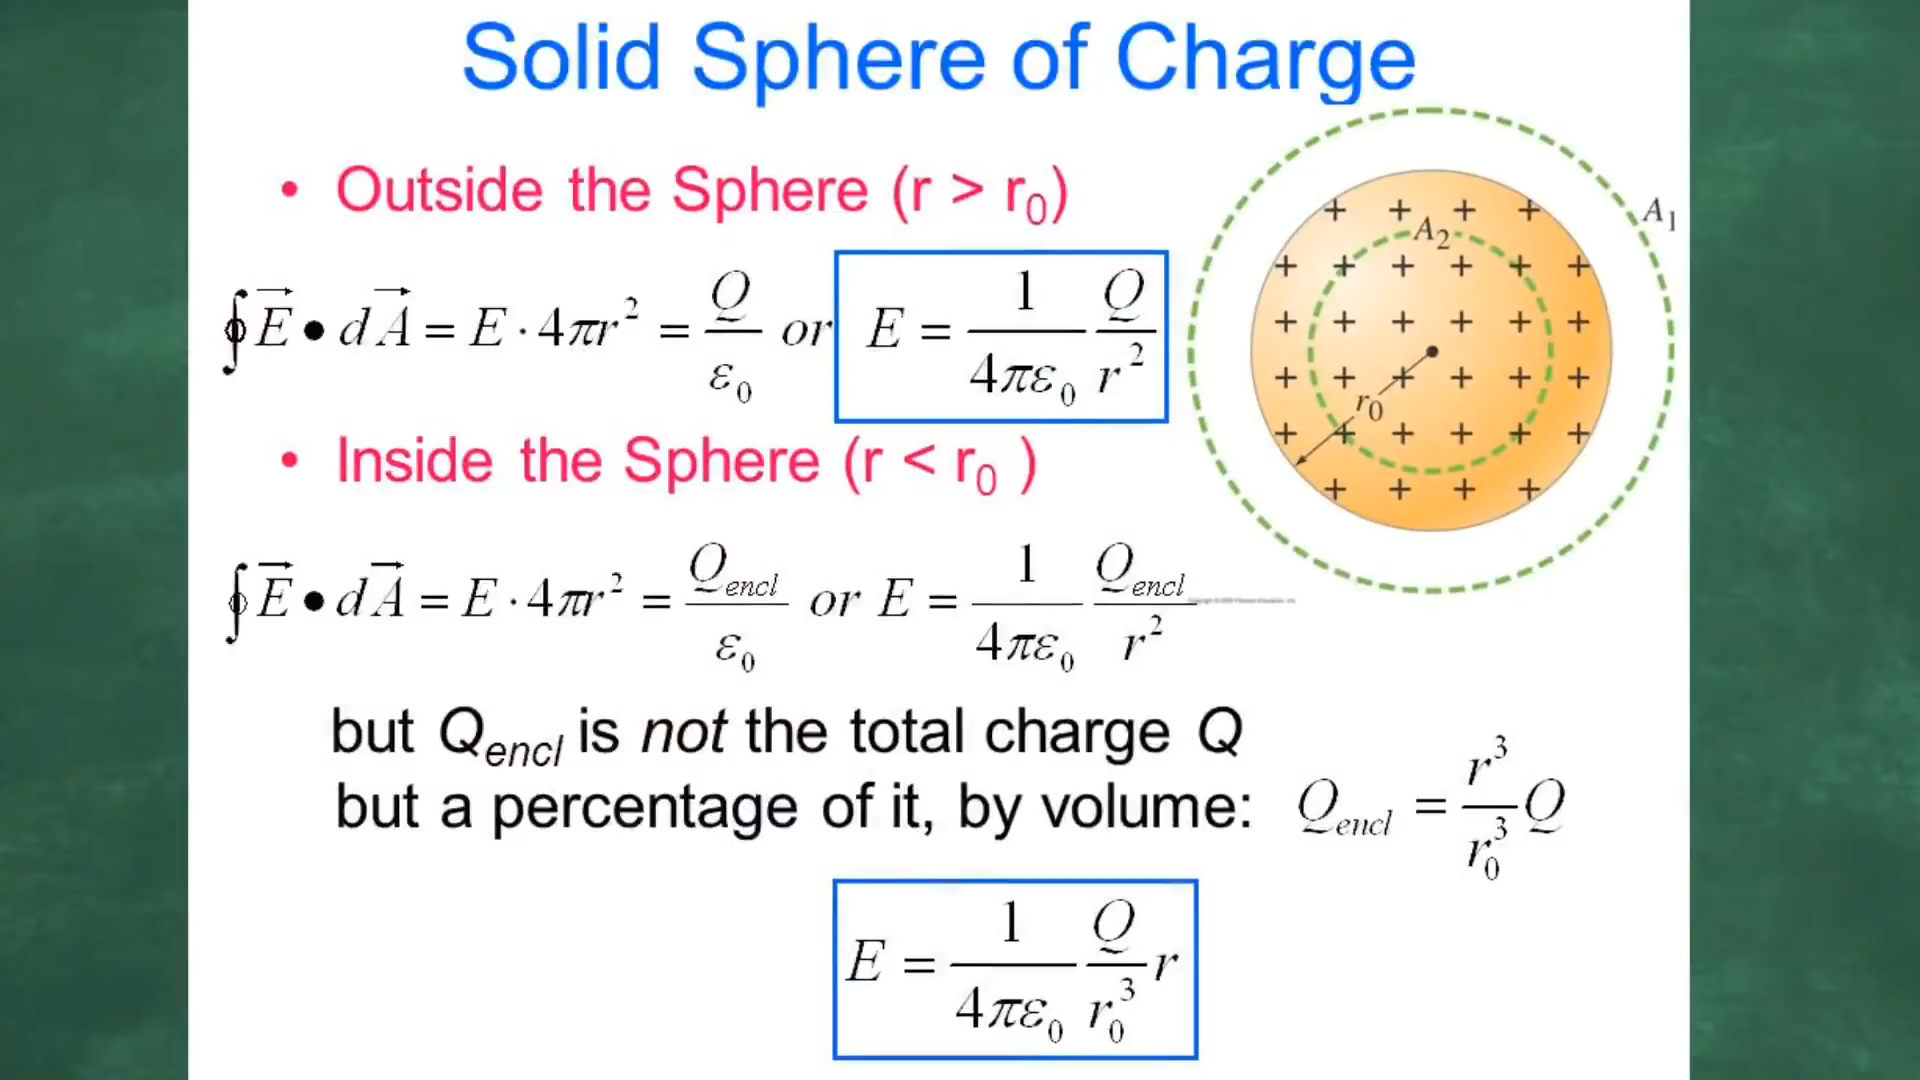 Solid Sphere of Charge
• Outside the Sphere (r > r₀)
∮ E⃗ • dA⃗ = E · 4πr² = Q/ε₀ or E = 1/4πε₀ Q/r²
• Inside the Sphere (r < r₀ )
∮ E⃗ • dA⃗ = E · 4πr² = Q_encl/ε₀ or E = 1/4πε₀ Q_encl/r²
but Q_encl is not the total charge Q
but a percentage of it, by volume: Q_encl = r³/r₀³ Q
E = 1/4πε₀ Q/r₀³ r
A₁
A₂
r₀